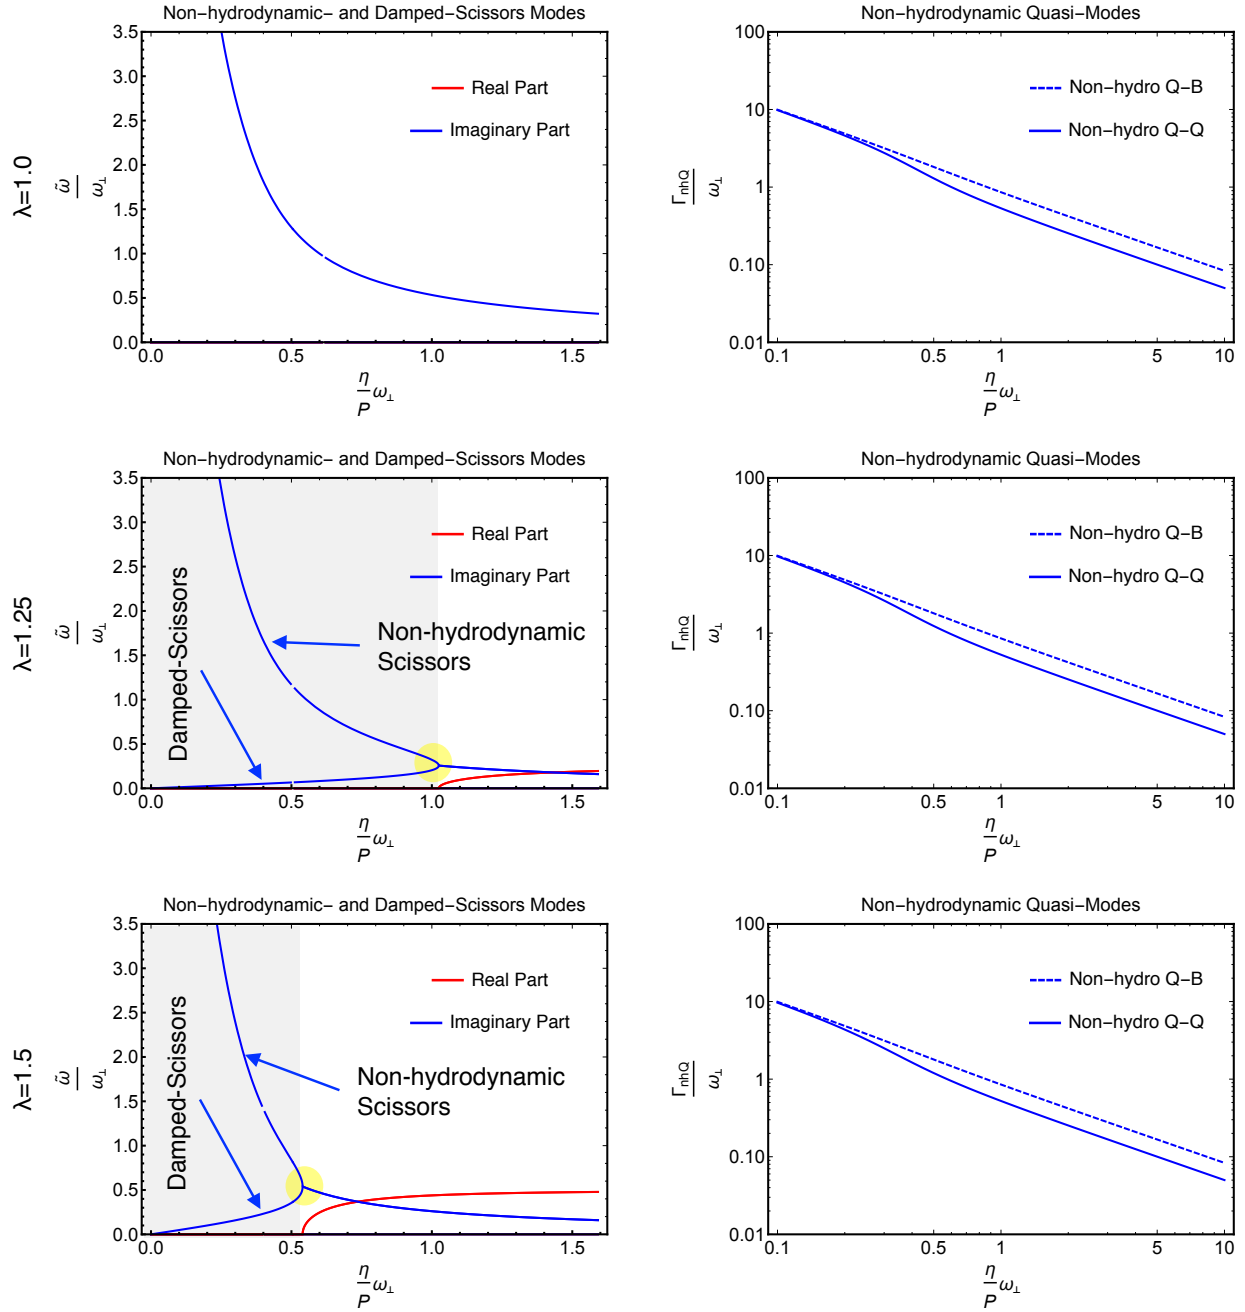 Non-hydrodynamic- and Damped-Scissors Modes
3.5
3.0
2.5
2.0
1.5
1.0
0.5
0.0
0.0 0.5 1.0 1.5
Real Part
Imaginary Part
λ=1.0
ω̃
ω⊥
η
P ω⊥
Non-hydrodynamic Quasi-Modes
100
10
1
0.10
0.01
0.1 0.5 1 5 10
Non-hydro Q-B
Non-hydro Q-Q
ΓnhQ
ω⊥
η
P ω⊥
Non-hydrodynamic- and Damped-Scissors Modes
3.5
3.0
2.5
2.0
1.5
1.0
0.5
0.0
0.0 0.5 1.0 1.5
Real Part
Imaginary Part
Damped-Scissors
Non-hydrodynamic
Scissors
λ=1.25
ω̃
ω⊥
η
P ω⊥
Non-hydrodynamic Quasi-Modes
100
10
1
0.10
0.01
0.1 0.5 1 5 10
Non-hydro Q-B
Non-hydro Q-Q
ΓnhQ
ω⊥
η
P ω⊥
Non-hydrodynamic- and Damped-Scissors Modes
3.5
3.0
2.5
2.0
1.5
1.0
0.5
0.0
0.0 0.5 1.0 1.5
Real Part
Imaginary Part
Damped-Scissors
Non-hydrodynamic
Scissors
λ=1.5
ω̃
ω⊥
η
P ω⊥
Non-hydrodynamic Quasi-Modes
100
10
1
0.10
0.01
0.1 0.5 1 5 10
Non-hydro Q-B
Non-hydro Q-Q
ΓnhQ
ω⊥
η
P ω⊥